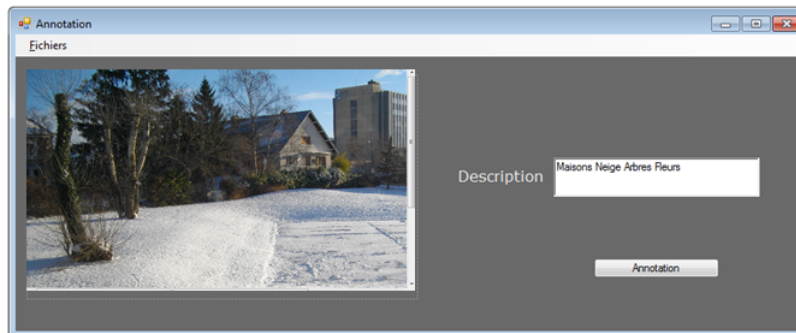 Annotation
Fichiers
Description
Maisons Neige Arbres Fleurs
Annotation